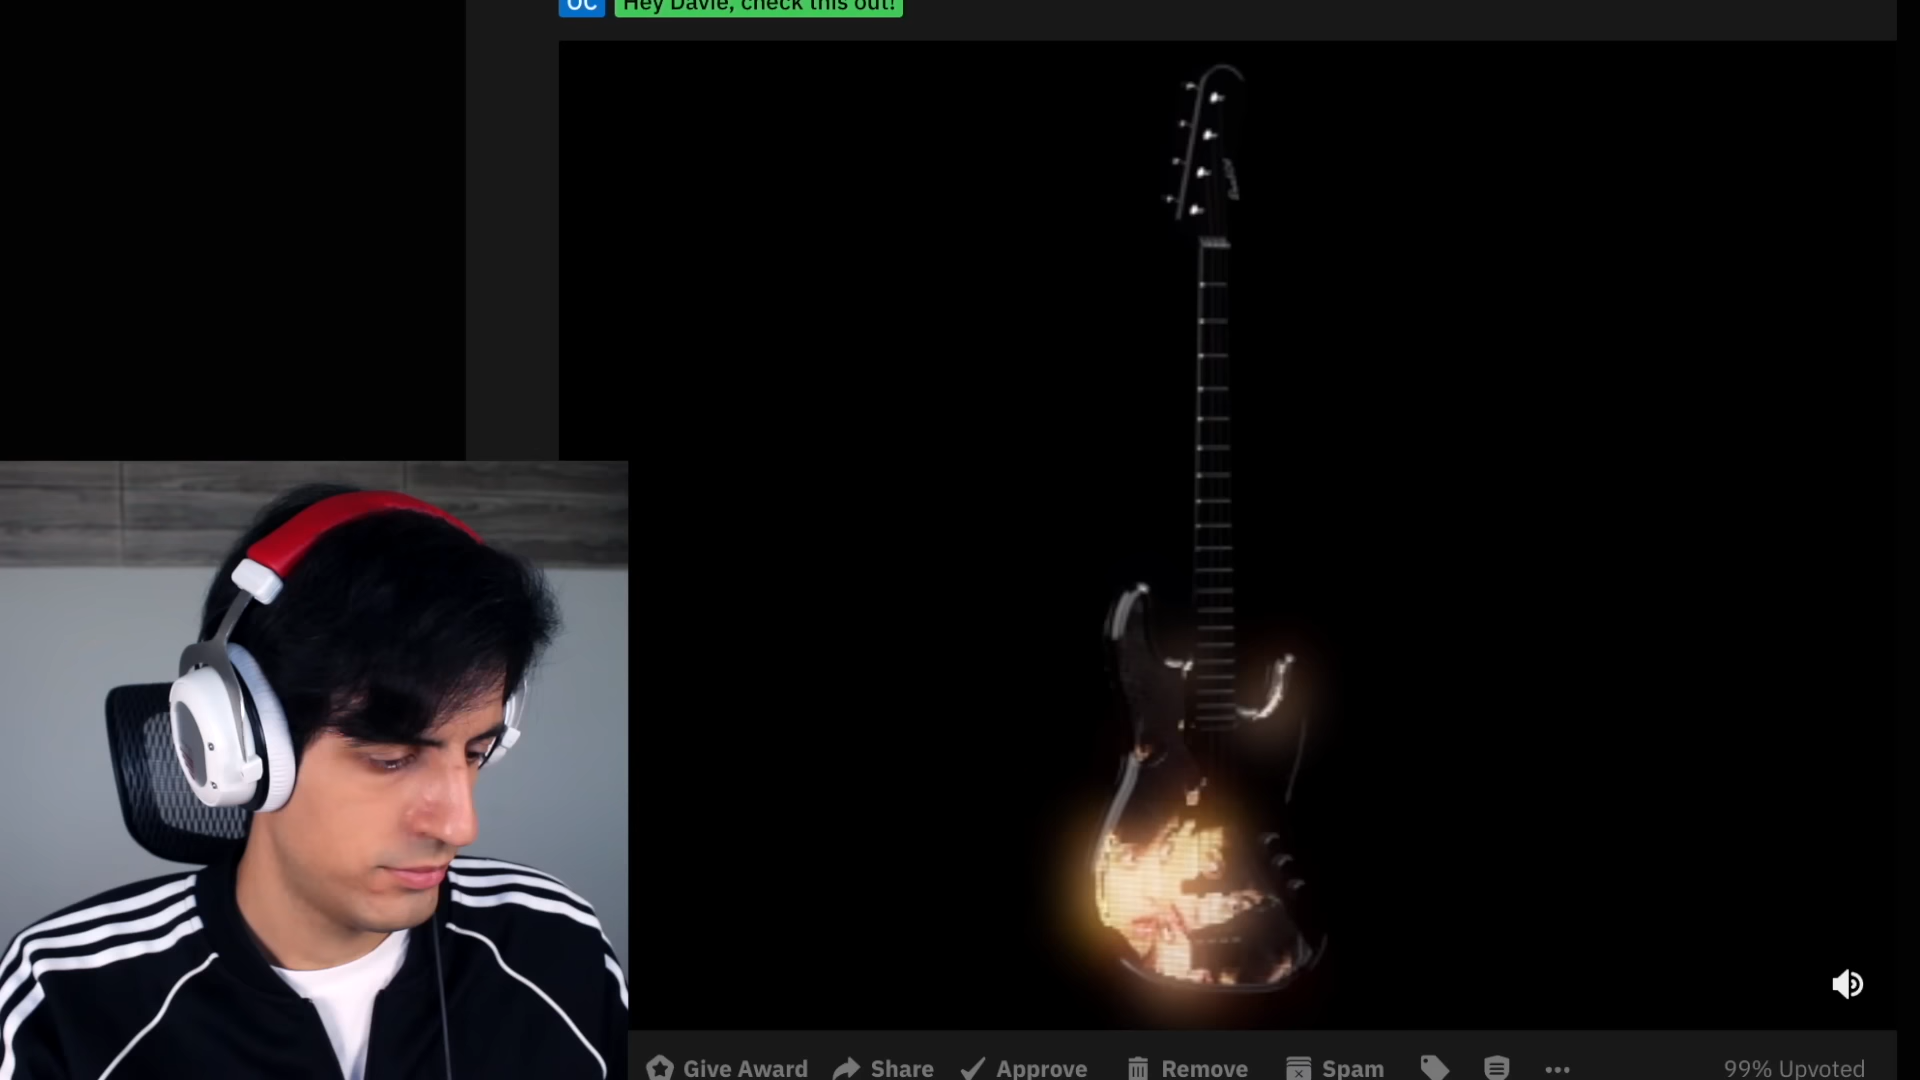 OC Hey Davie, check this out!
Give Award Share Approve Remove Spam 99% Upvoted